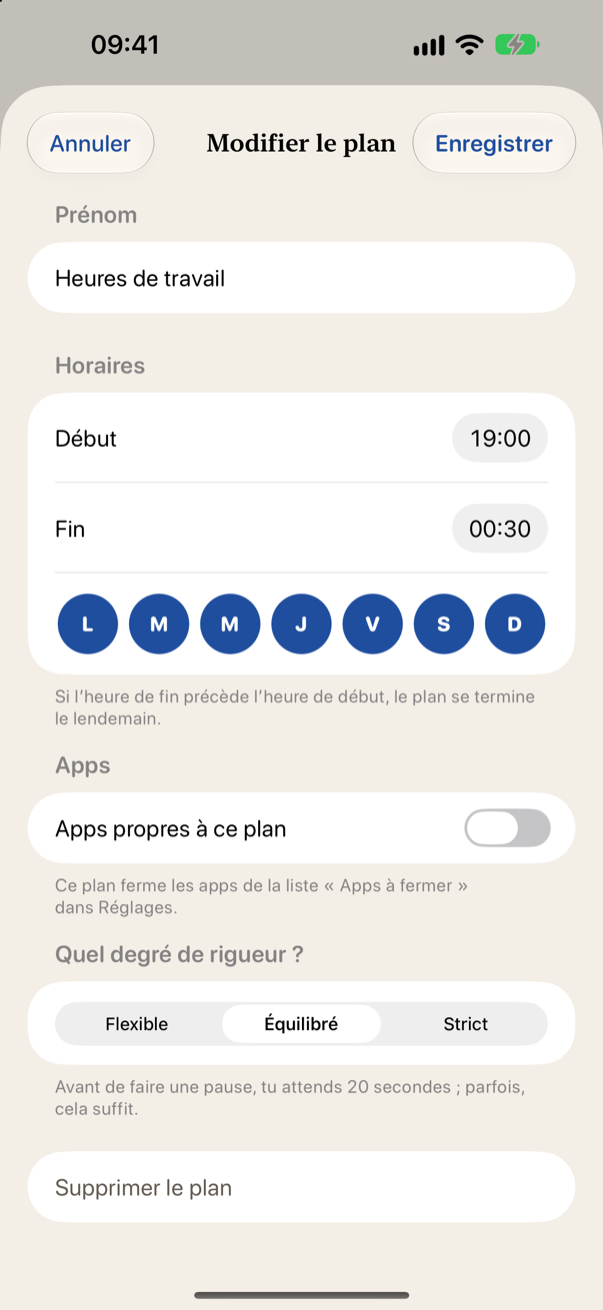 09:41
Annuler
Modifier le plan
Enregistrer
Prénom
Heures de travail
Horaires
Début
19:00
Fin
00:30
L M M J V S D
Si l’heure de fin précède l’heure de début, le plan se termine
le lendemain.
Apps
Apps propres à ce plan
Ce plan ferme les apps de la liste « Apps à fermer »
dans Réglages.
Quel degré de rigueur ?
Flexible
Équilibré
Strict
Avant de faire une pause, tu attends 20 secondes ; parfois,
cela suffit.
Supprimer le plan